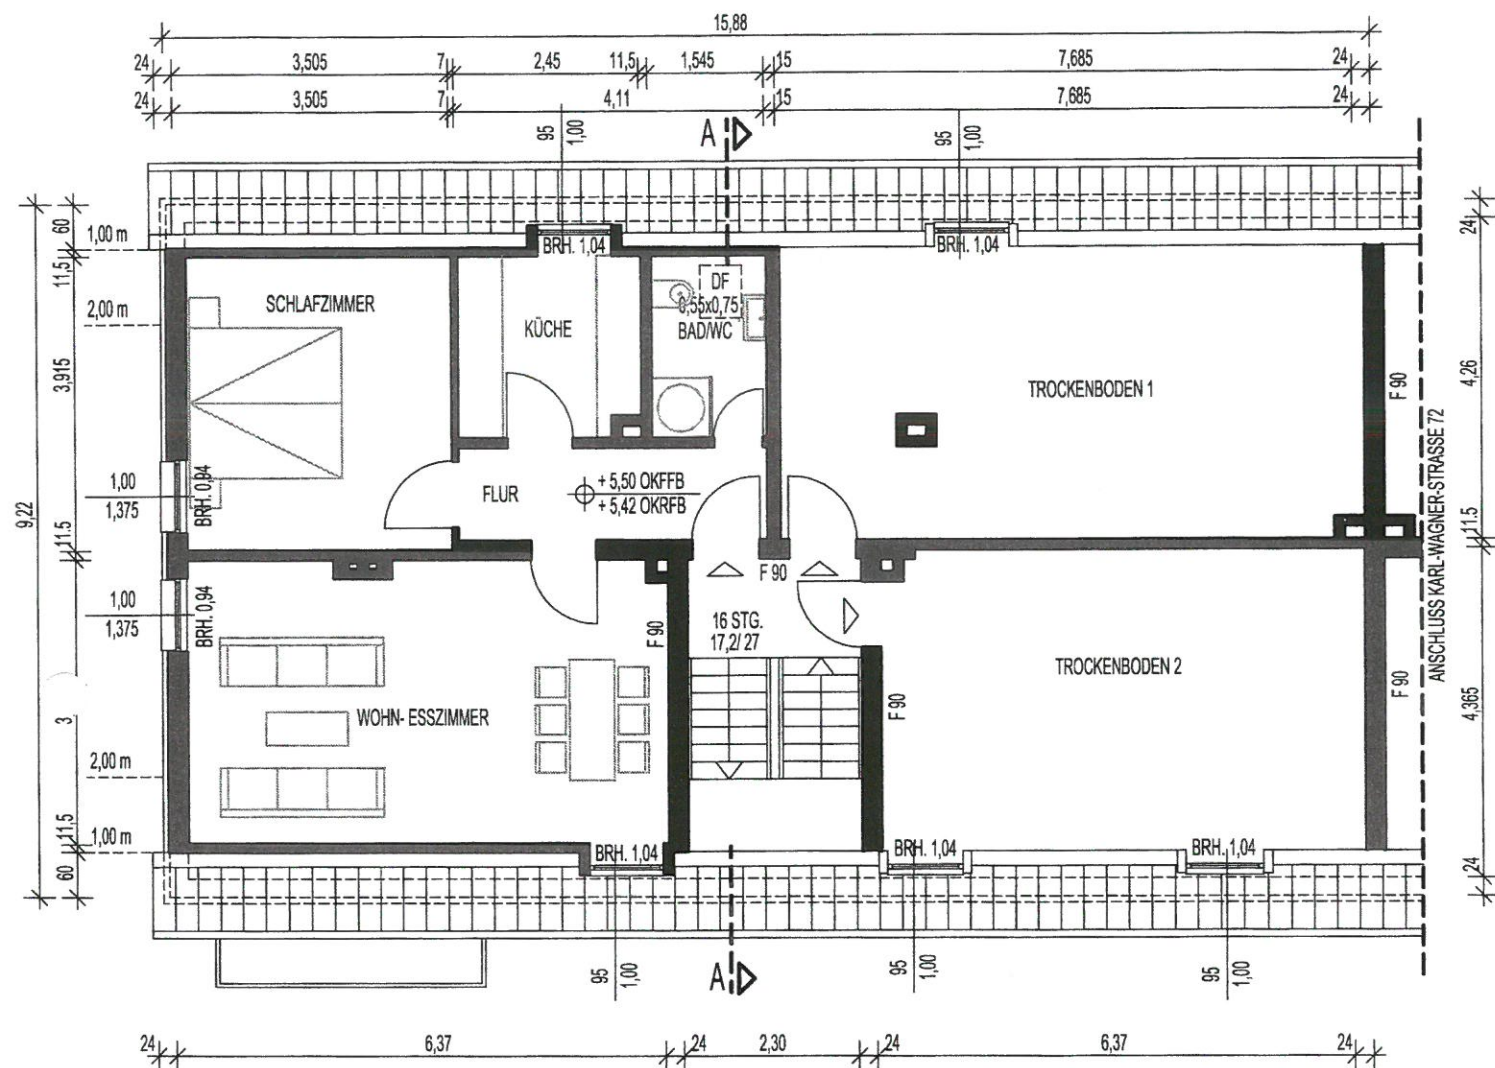 15,88
24 3,505 7 2,45 11,5 1,545 15 7,685 24
24 3,505 7 4,11 15 7,685 24
95 1,00
A
95 1,00
60
1,00 m
11.5
2,00 m
3,915
9,22
1,00
1,375
BRH. 0,94
11.5
1,00
1,375
BRH. 0,94
3
2,00 m
11,5
1,00 m
60
BRH. 1,04
BRH. 1,04
SCHLAFZIMMER
KÜCHE
DF
0,55x0,75
BAD/WC
TROCKENBODEN 1
F 90
FLUR
+ 5,50 OKFFB
+ 5,42 OKRFB
F 90
F 90
16 STG.
17,2/ 27
WOHN- ESSZIMMER
F 90
TROCKENBODEN 2
F 90
ANSCHLUSS KARL-WAGNER-STRASSE 72
24
4,26
11.5
4,365
24
BRH. 1,04
BRH. 1,04
BRH. 1,04
95 1,00
A
95 1,00
95 1,00
24 6,37 24 2,30 24 6,37 24